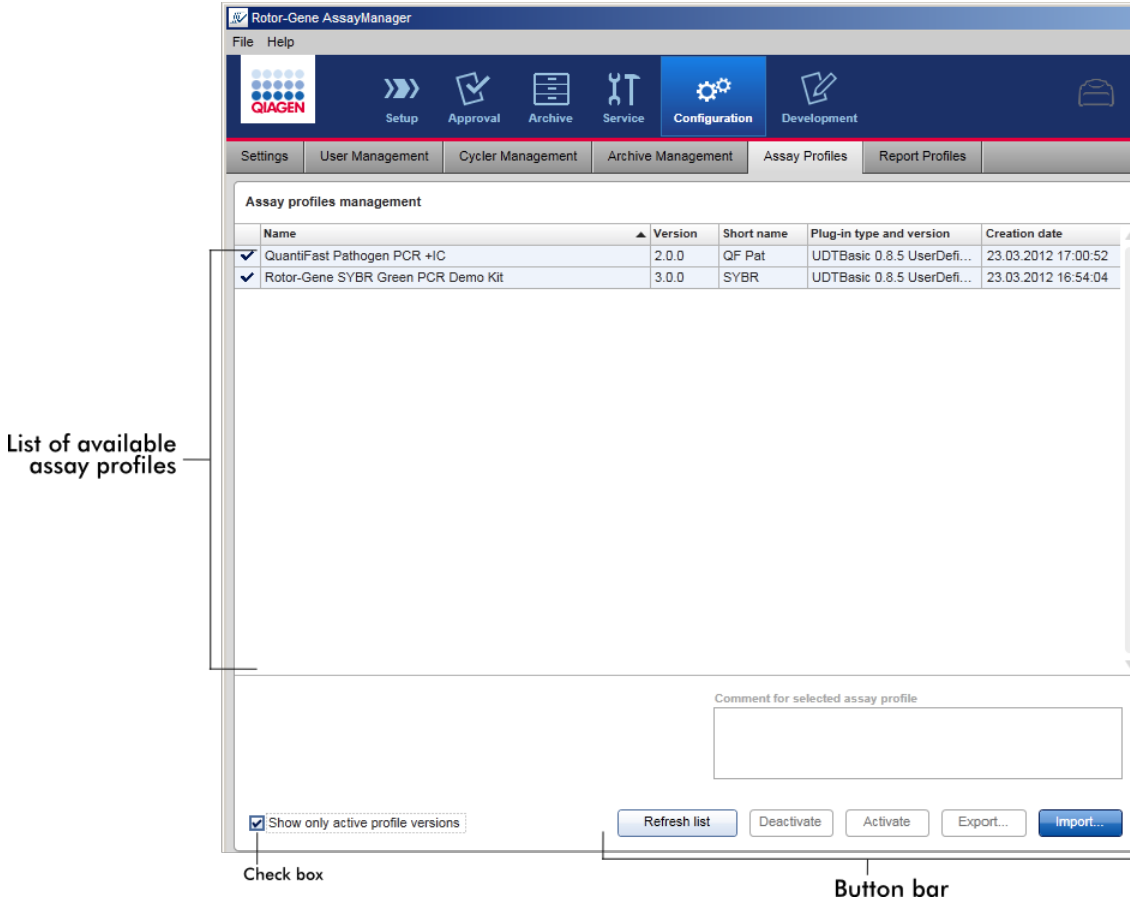 Rotor-Gene AssayManager
File Help
QIAGEN
Setup Approval Archive Service Configuration Development
Settings User Management Cycler Management Archive Management Assay Profiles Report Profiles
Assay profiles management
Name Version Short name Plug-in type and version Creation date
QuantiFast Pathogen PCR +IC 2.0.0 QF Pat UDTBasic 0.8.5 UserDefi... 23.03.2012 17:00:52
Rotor-Gene SYBR Green PCR Demo Kit 3.0.0 SYBR UDTBasic 0.8.5 UserDefi... 23.03.2012 16:54:04
List of available
assay profiles
Comment for selected assay profile
Show only active profile versions Refresh list Deactivate Activate Export... Import...
Check box
Button bar